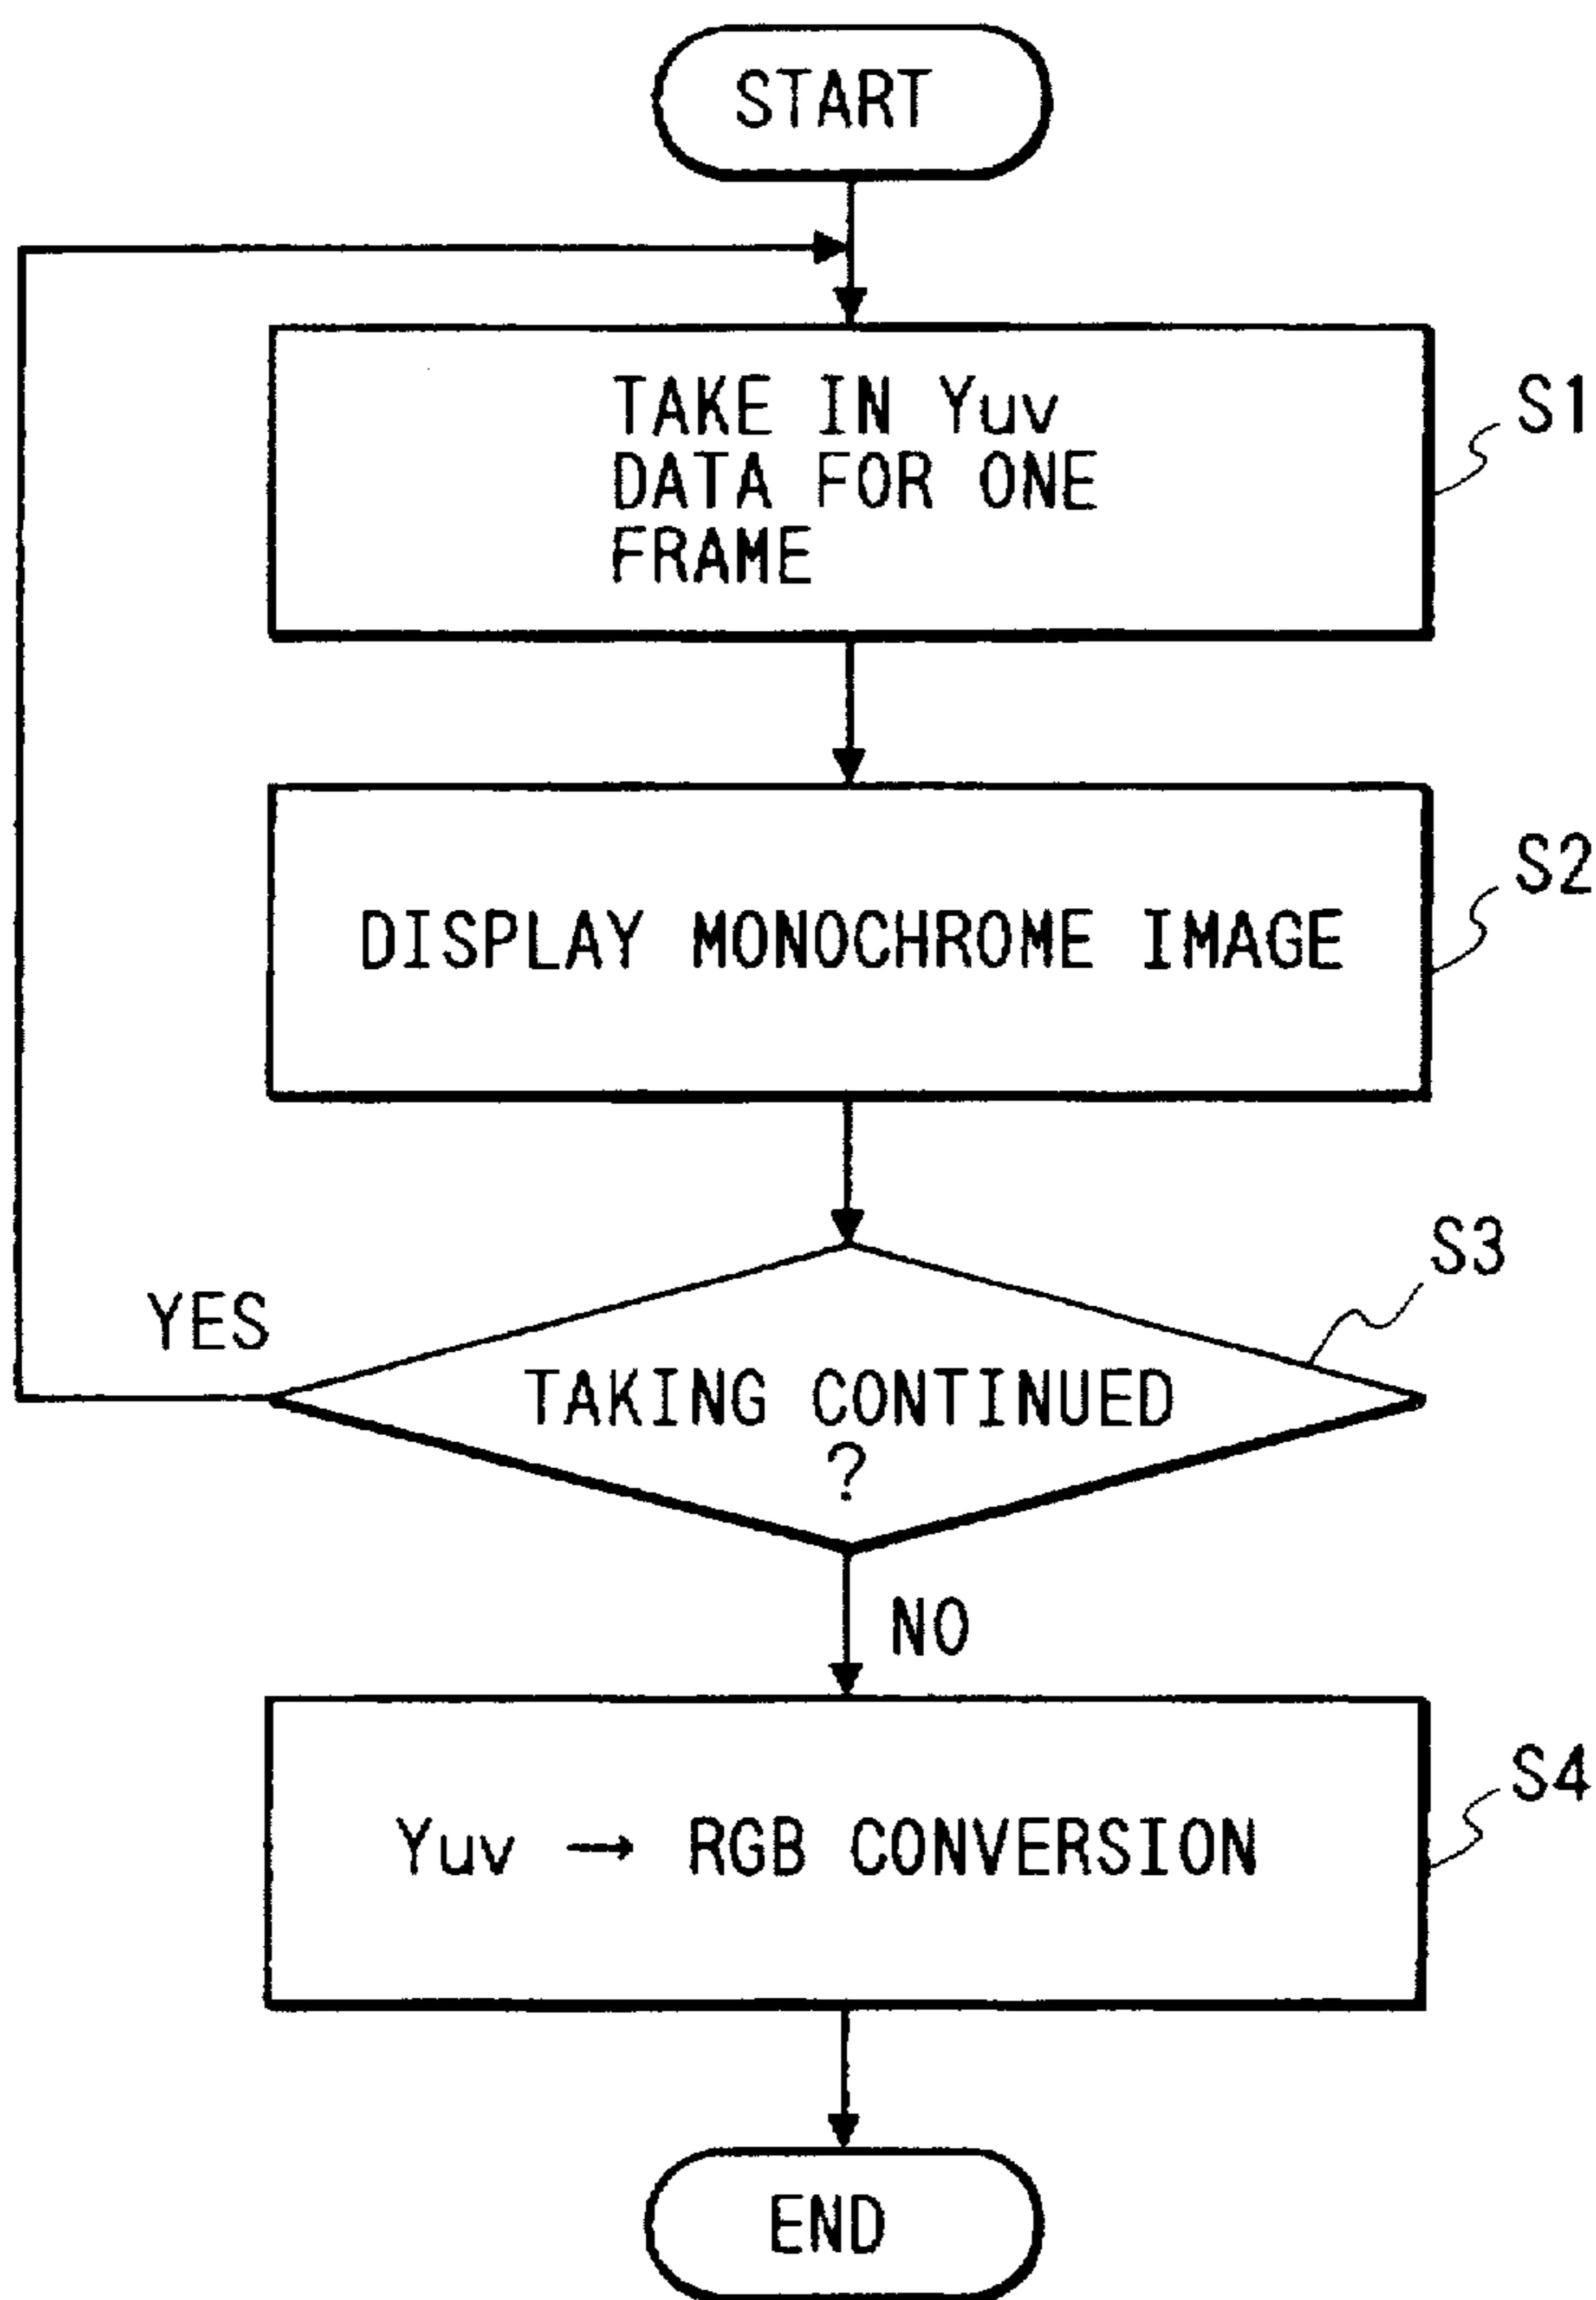 START
TAKE IN Yuv
DATA FOR ONE
FRAME
S1
DISPLAY MONOCHROME IMAGE
S2
S3
YES
TAKING CONTINUED
?
NO
Yuv → RGB CONVERSION
S4
END